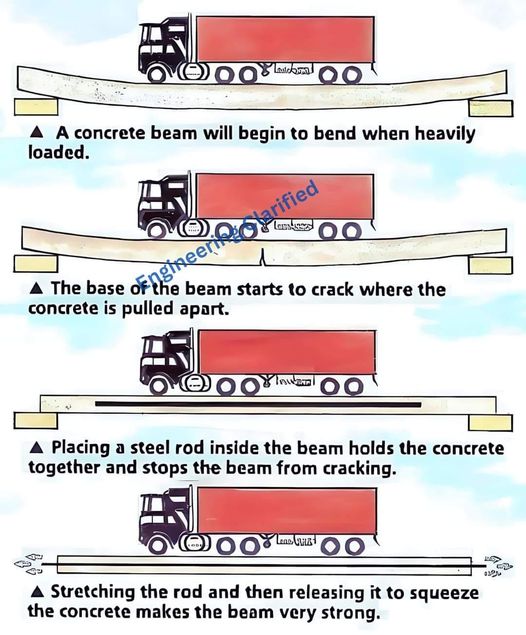 ▲ A concrete beam will begin to bend when heavily
loaded.
Engineering Clarified
▲ The base of the beam starts to crack where the
concrete is pulled apart.
▲ Placing a steel rod inside the beam holds the concrete
together and stops the beam from cracking.
▲ Stretching the rod and then releasing it to squeeze
the concrete makes the beam very strong.